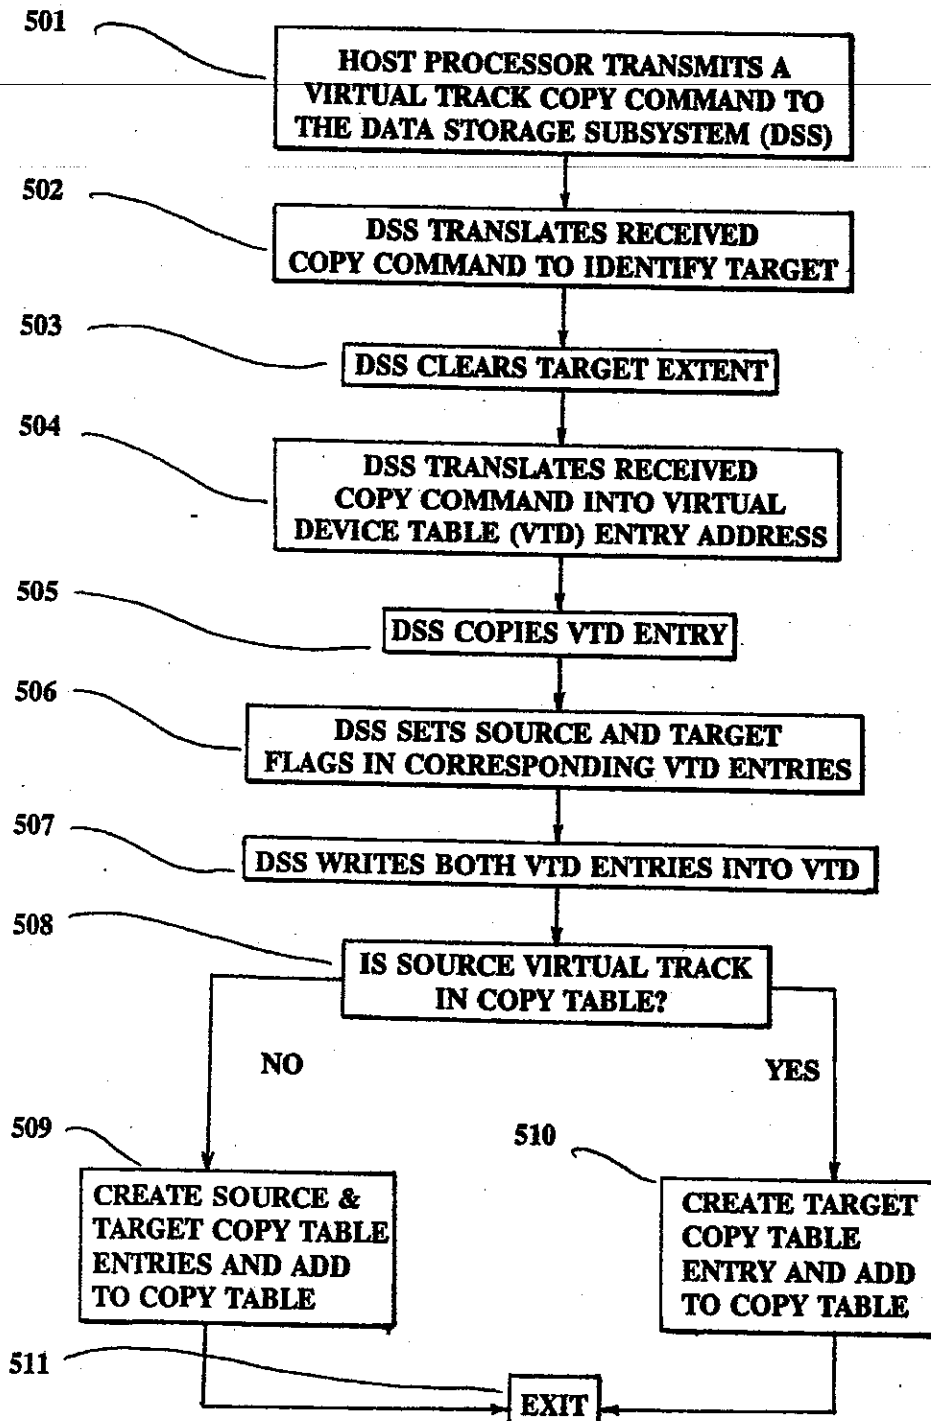 501
HOST PROCESSOR TRANSMITS A
VIRTUAL TRACK COPY COMMAND TO
THE DATA STORAGE SUBSYSTEM (DSS)
502
DSS TRANSLATES RECEIVED
COPY COMMAND TO IDENTIFY TARGET
503
DSS CLEARS TARGET EXTENT
504
DSS TRANSLATES RECEIVED
COPY COMMAND INTO VIRTUAL
DEVICE TABLE (VTD) ENTRY ADDRESS
505
DSS COPIES VTD ENTRY
506
DSS SETS SOURCE AND TARGET
FLAGS IN CORRESPONDING VTD ENTRIES
507
DSS WRITES BOTH VTD ENTRIES INTO VTD
508
IS SOURCE VIRTUAL TRACK
IN COPY TABLE?
NO
YES
509
CREATE SOURCE &
TARGET COPY TABLE
ENTRIES AND ADD
TO COPY TABLE
510
CREATE TARGET
COPY TABLE
ENTRY AND ADD
TO COPY TABLE
511
EXIT